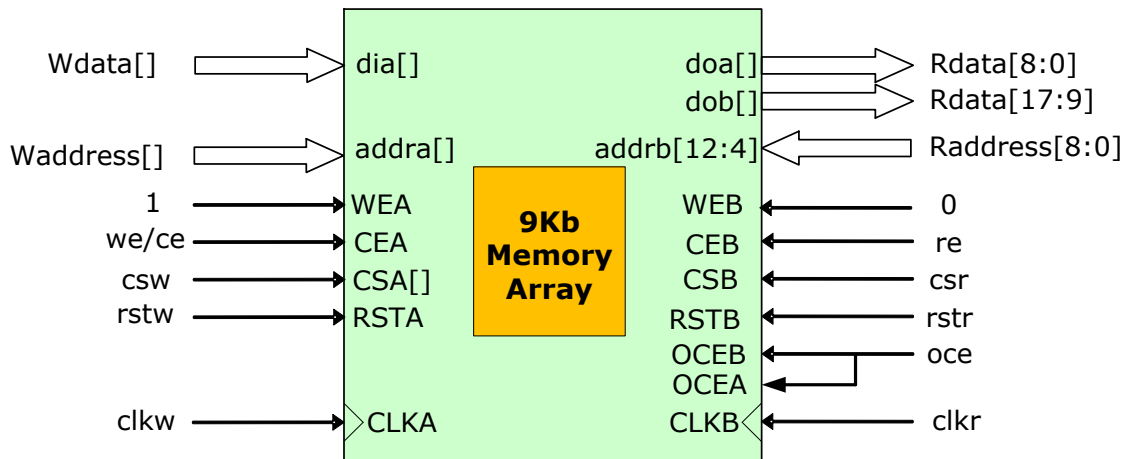 Wdata[]
dia[]
doa[]
Rdata[8:0]
dob[]
Rdata[17:9]
Waddress[]
addra[]
addrb[12:4]
Raddress[8:0]
1
WEA
WEB
0
we/ce
CEA
CEB
re
csw
CSA[]
CSB
csr
rstw
RSTA
RSTB
rstr
OCEB
oce
OCEA
clkw
CLKA
CLKB
clkr
9Kb
Memory
Array